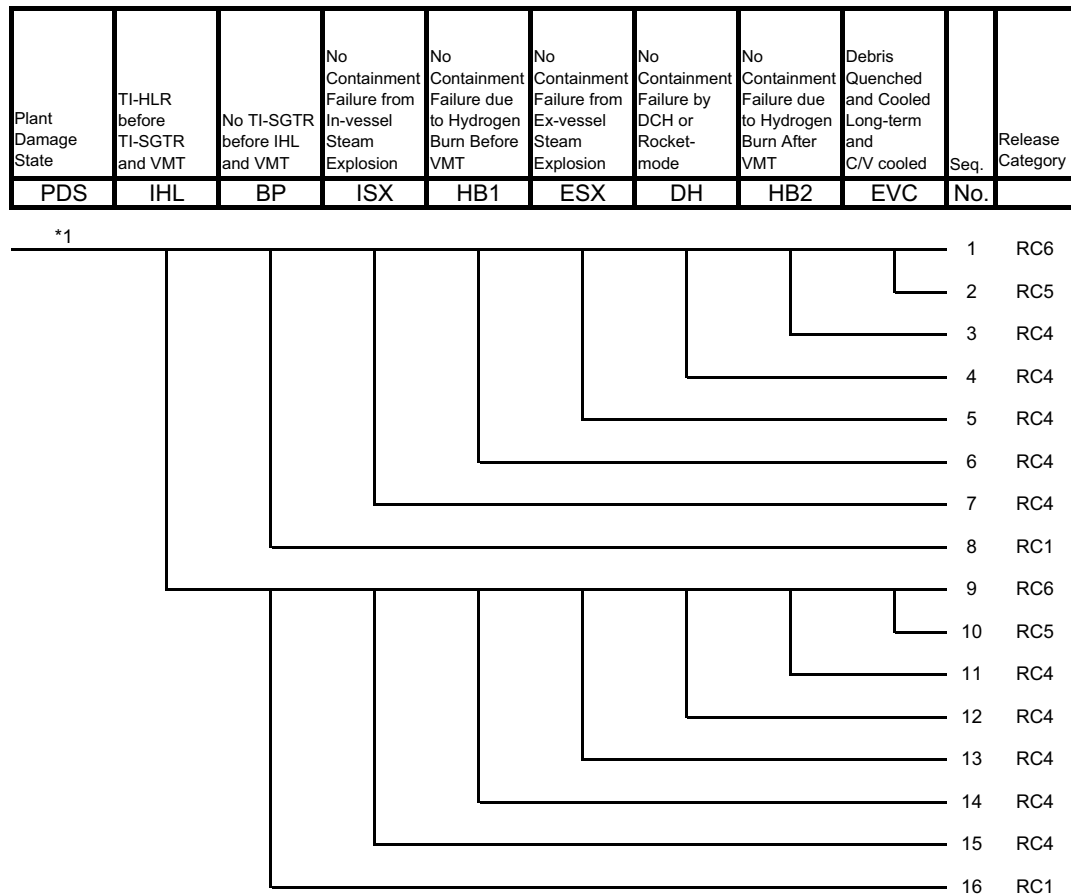 Plant
Damage
State
TI-HLR
before
TI-SGTR
and VMT
No TI-SGTR
before IHL
and VMT
No
Containment
Failure from
In-vessel
Steam
Explosion
No
Containment
Failure due
to Hydrogen
Burn Before
VMT
No
Containment
Failure from
Ex-vessel
Steam
Explosion
No
Containment
Failure by
DCH or
Rocket-
mode
No
Containment
Failure due
to Hydrogen
Burn After
VMT
Debris
Quenched
and Cooled
Long-term
and
C/V cooled
Seq.
Release
Category
PDS IHL BP ISX HB1 ESX DH HB2 EVC No.
*1
1 RC6
2 RC5
3 RC4
4 RC4
5 RC4
6 RC4
7 RC4
8 RC1
9 RC6
10 RC5
11 RC4
12 RC4
13 RC4
14 RC4
15 RC4
16 RC1